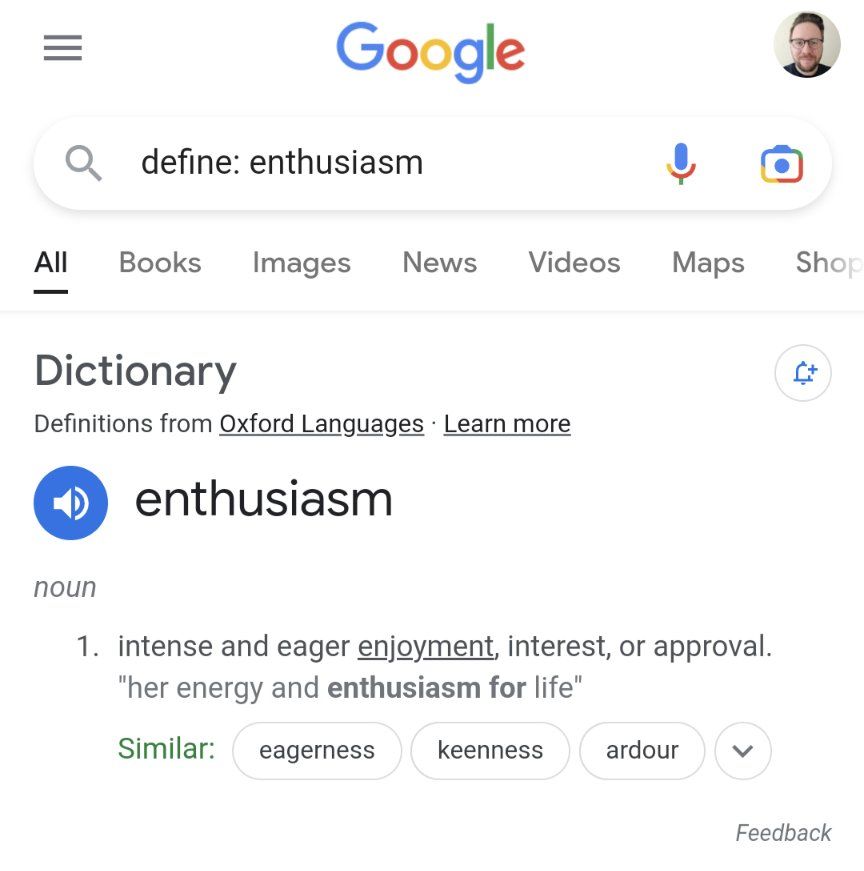 Google
define: enthusiasm
All Books Images News Videos Maps Shop
Dictionary
Definitions from Oxford Languages · Learn more
enthusiasm
noun
1. intense and eager enjoyment, interest, or approval.
"her energy and enthusiasm for life"
Similar: eagerness keenness ardour
Feedback